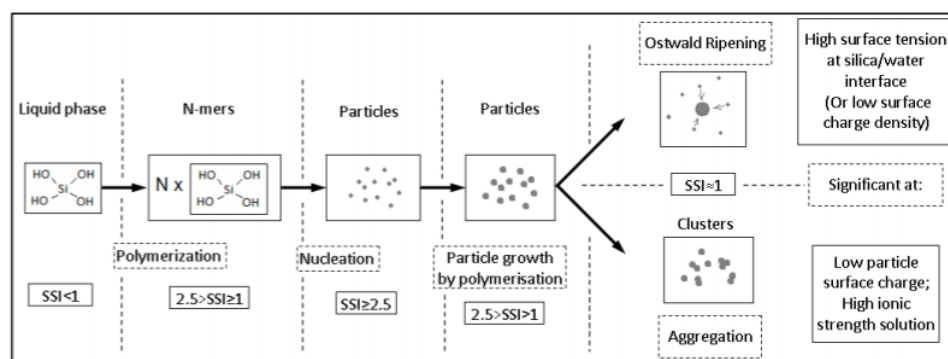 Liquid phase
HO
OH
Si
HO
OH
SSI<1
N-mers
N x
HO
OH
Si
HO
OH
Polymerization
2.5>SSI≥1
Particles
Nucleation
SSI≥2.5
Particles
Particle growth
by polymerisation
2.5>SSI>1
Ostwald Ripening
High surface tension
at silica/water
interface
(Or low surface
charge density)
SSI≈1
Significant at:
Clusters
Aggregation
Low particle
surface charge;
High ionic
strength solution